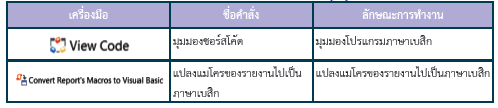 เครื่องมือ ชื่อคำสั่ง ลักษณะการทำงาน
View Code มุมมองซอร์สโค้ด มุมมองโปรแกรมภาษาเบสิก
Convert Report's Macros to Visual Basic แปลงแมโครของรายงานไปเป็น แปลงแมโครของรายงานไปเป็นภาษาเบสิก
ภาษาเบสิก